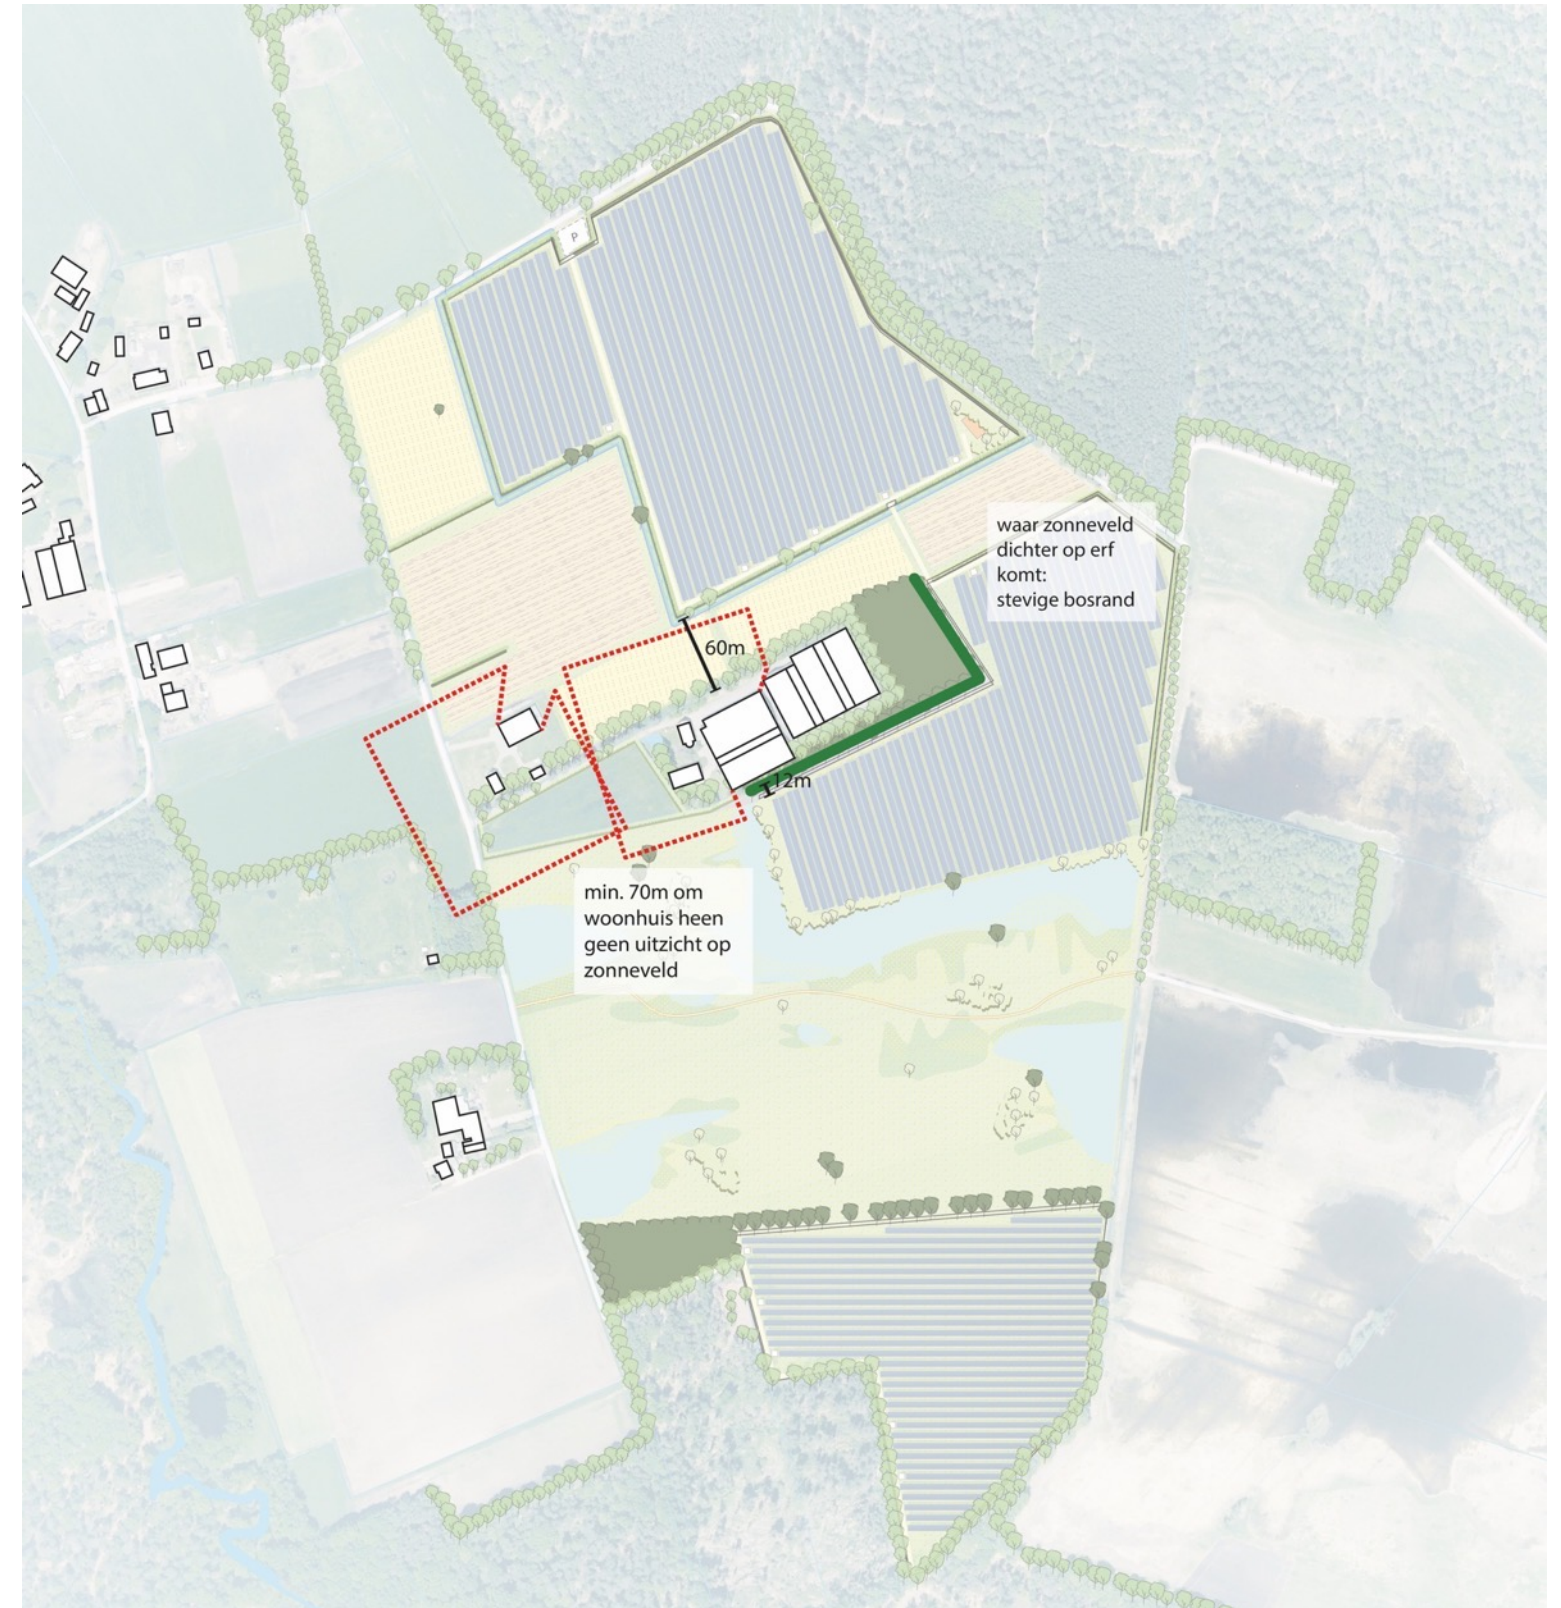 P
waar zonneveld
dichter op erf
komt:
stevige bosrand
60m
12m
min. 70m om
woonhuis heen
geen uitzicht op
zonneveld